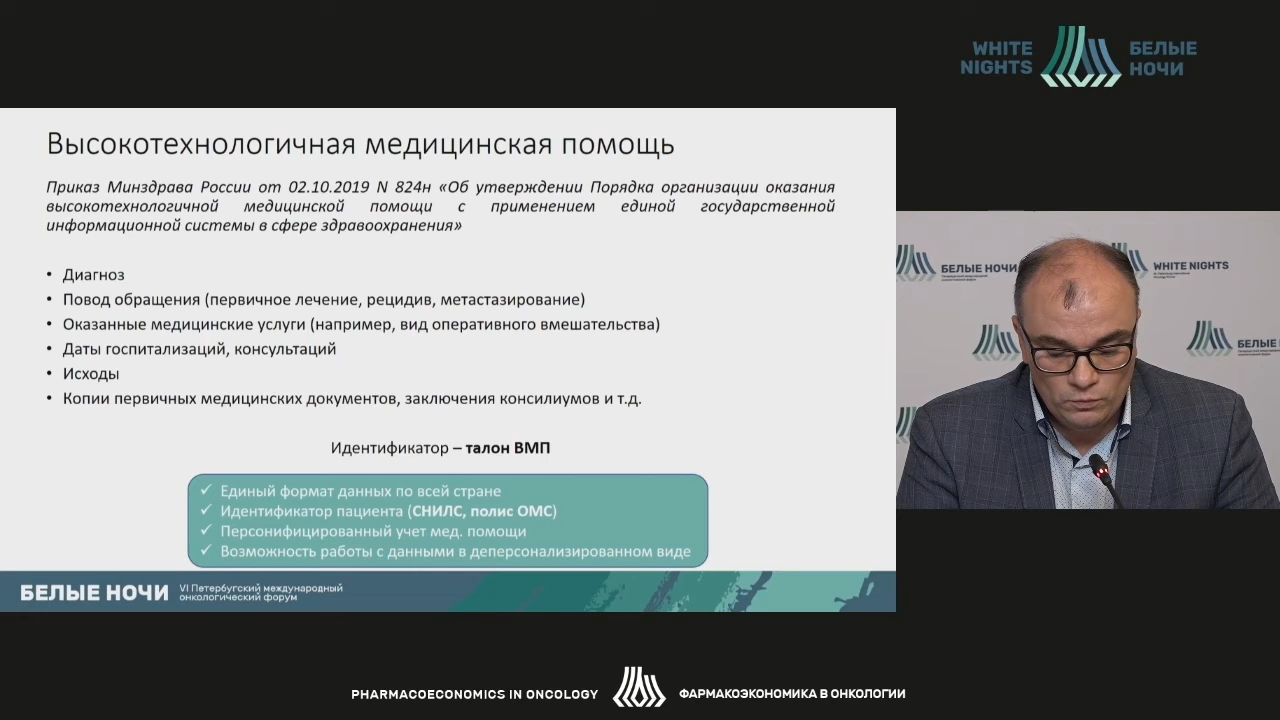 WHITE
NIGHTS
БЕЛЫЕ
НОЧИ
Высокотехнологичная медицинская помощь
Приказ Минздрава России от 02.10.2019 N 824н «Об утверждении Порядка организации оказания
высокотехнологичной медицинской помощи с применением единой государственной
информационной системы в сфере здравоохранения»
• Диагноз
• Повод обращения (первичное лечение, рецидив, метастазирование)
• Оказанные медицинские услуги (например, вид оперативного вмешательства)
• Даты госпитализаций, консультаций
• Исходы
• Копии первичных медицинских документов, заключения консилиумов и т.д.
Идентификатор – талон ВМП
✓ Единый формат данных по всей стране
✓ Идентификатор пациента (СНИЛС, полис ОМС)
✓ Персонифицированный учет мед. помощи
✓ Возможность работы с данными в деперсонализированном виде
БЕЛЫЕ НОЧИ
VI Петербугский международный
онкологический форум
БЕЛЫЕ НОЧИ
WHITE NIGHTS
БЕЛЫЕ
PHARMACOECONOMICS IN ONCOLOGY
ФАРМАКОЭКОНОМИКА В ОНКОЛОГИИ